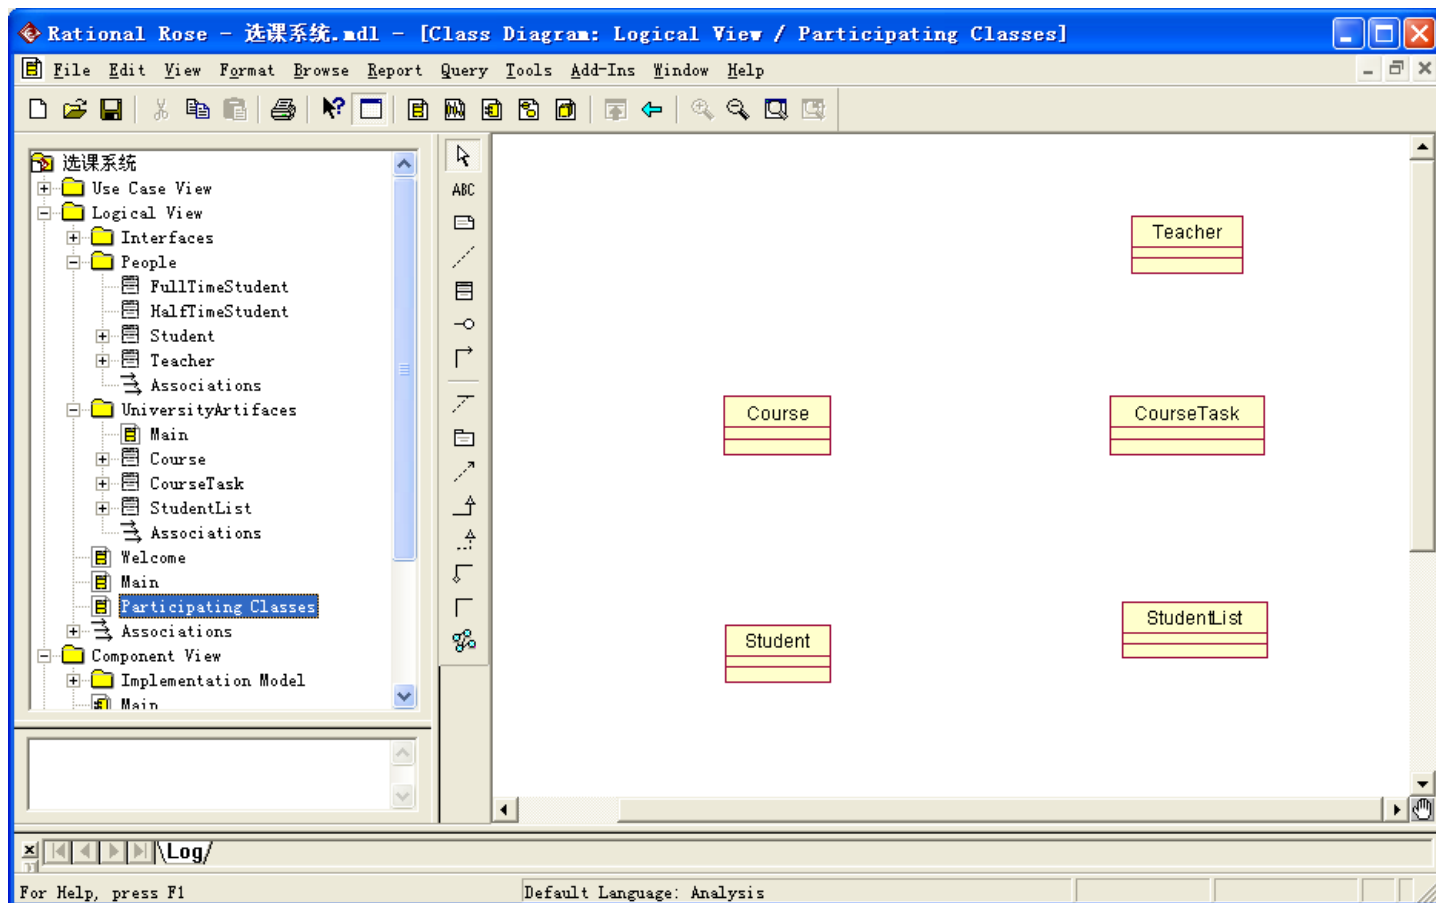 Rational Rose - 选课系统.mdl - [Class Diagram: Logical View / Participating Classes]
File Edit View Format Browse Report Query Tools Add-Ins Window Help
选课系统
Use Case View
Logical View
Interfaces
People
FullTimeStudent
HalfTimeStudent
Student
Teacher
Associations
UniversityArtifaces
Main
Course
CourseTask
StudentList
Associations
Welcome
Main
Participating Classes
Associations
Component View
Implementation Model
Main
ABC
Teacher
Course
CourseTask
Student
StudentList
Log
For Help, press F1
Default Language: Analysis